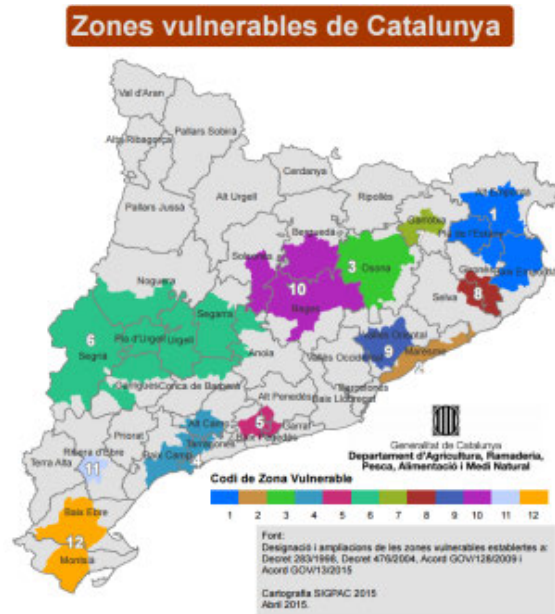 Zones vulnerables de Catalunya
Val d'Aran
Pallars Sobirà
Alta Ribagorça
Cerdanya
Alt Urgell
Ripollès
Pallars Jussà
Alt Empordà
1
Garrotxa
Pla de l'Estany
Berguedà
Solsonès
3
Osona
Gironès
Baix Empordà
Noguera
10
8
Bages
Selva
Segarra
6
Pla d'Urgell
Urgell
Segrià
Vallès Oriental
9
Maresme
Anoia
Vallès Occidental
Garrigues
Conca de Barberà
Barcelonès
Alt Penedès
Baix Llobregat
Alt Camp
5
Garraf
Priorat
Tarragonès
Baix Penedès
Ribera d'Ebre
Baix Camp
Terra Alta
11
Baix Ebre
12
Montsià
Generalitat de Catalunya
Departament d'Agricultura, Ramaderia,
Pesca, Alimentació i Medi Natural
Codi de Zona Vulnerable
1 2 3 4 5 6 7 8 9 10 11 12
Font:
Designació i ampliacions de les zones vulnerables establertes a:
Decret 283/1998, Decret 476/2004, Acord GOV/128/2009 i
Acord GOV/13/2015
Cartografia SIGPAC 2015
Abril 2015.